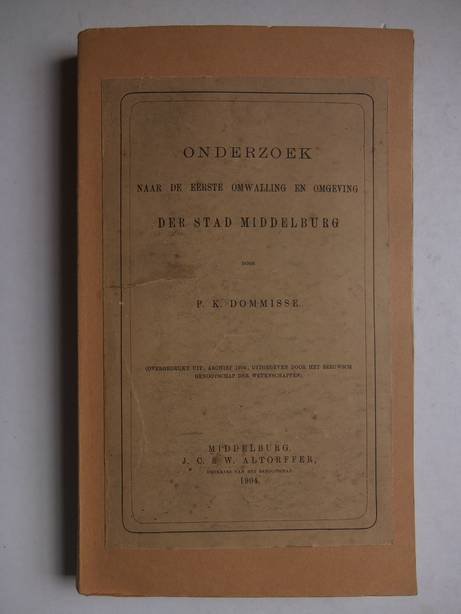 ONDERZOEK
NAAR DE EERSTE OMWALLING EN OMGEVING
DER STAD MIDDELBURG
DOOR
P. K. DOMMISSE.
(OVERGEDRUKT UIT: ARCHIEF 1904, UITGEGEVEN DOOR HET ZEEUWSCH
GENOOTSCHAP DER WETENSCHAPPEN)
MIDDELBURG,
J. C. & W. ALTORFFER,
DRUKKERS VAN HET GENOOTSCHAP.
1904.